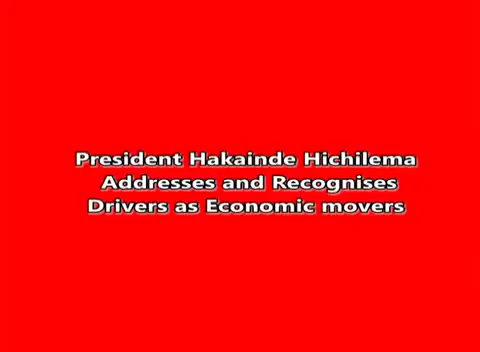 President Hakainde Hichilema
Addresses and Recognises
Drivers as Economic movers